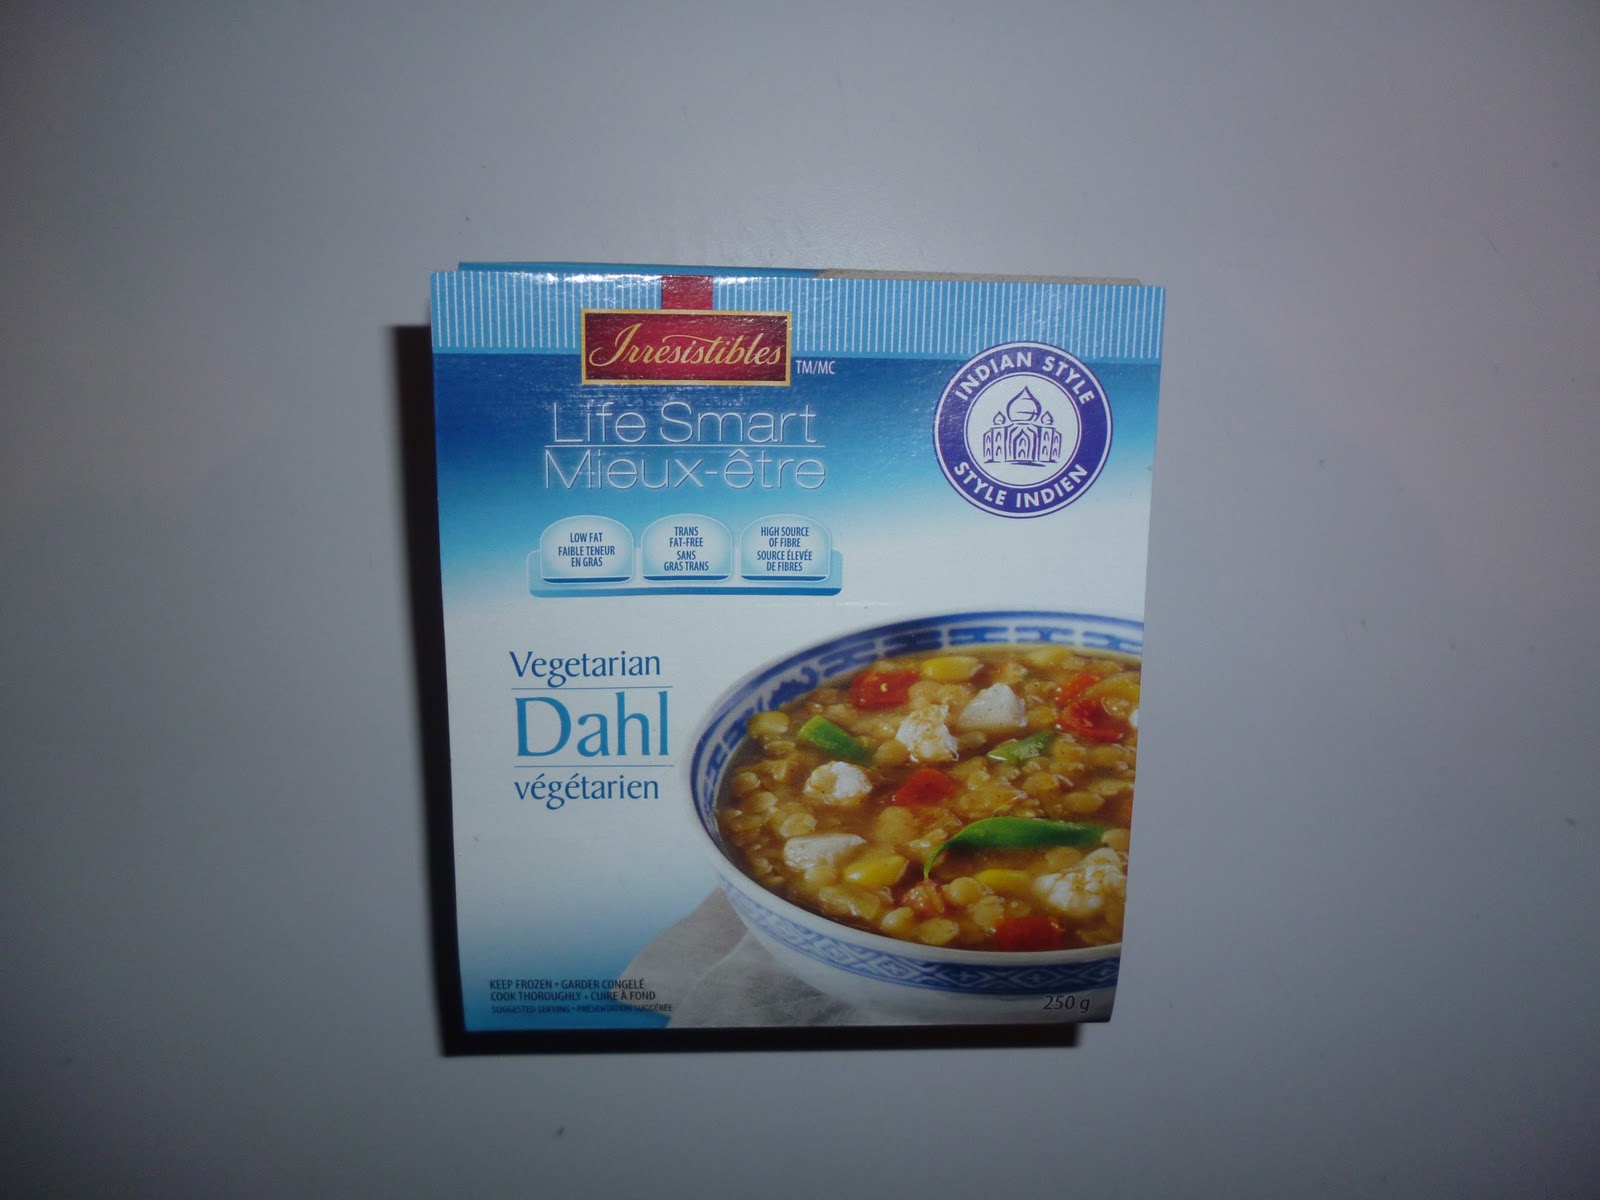 Irresistibles TM/MC
Life Smart
Mieux-être
INDIAN STYLE
STYLE INDIEN
LOW FAT
FAIBLE TENEUR
EN GRAS
TRANS
FAT-FREE
SANS
GRAS TRANS
HIGH SOURCE
OF FIBRE
SOURCE ÉLEVÉE
DE FIBRES
Vegetarian
Dahl
végétarien
KEEP FROZEN • GARDER CONGELÉ
COOK THOROUGHLY • CUIRE À FOND
SUGGESTED SERVING • PRÉSENTATION SUGGÉRÉE
250 g